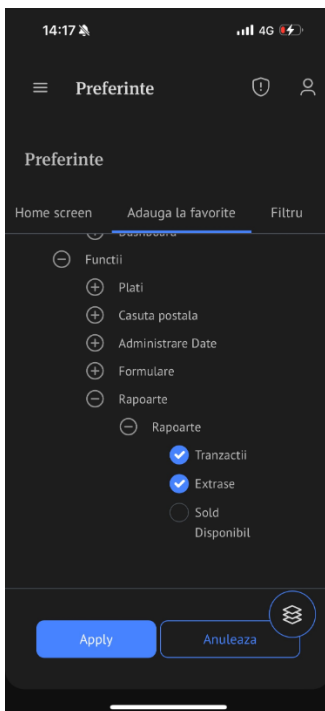 14:17
4G
Preferinte
Preferinte
Home screen
Adauga la favorite
Filtru
Dashboard
Functii
Plati
Casuta postala
Administrare Date
Formulare
Rapoarte
Rapoarte
Tranzactii
Extrase
Sold
Disponibil
Apply
Anuleaza